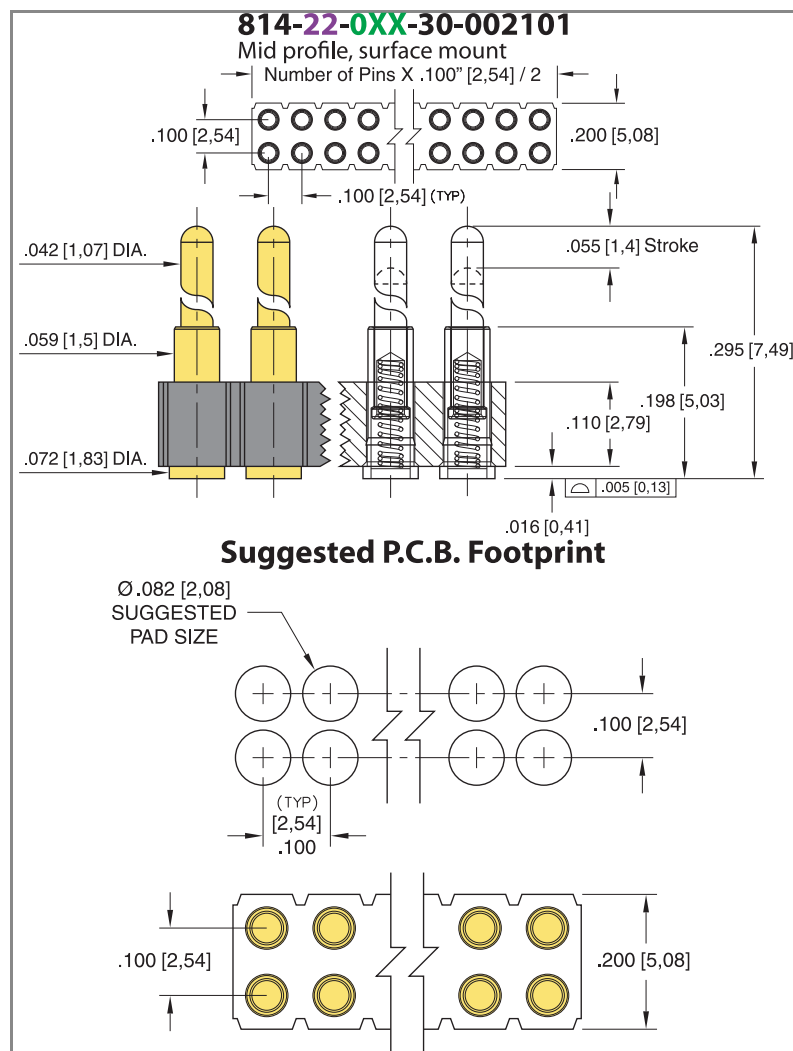 814-22-0XX-30-002101
Mid profile, surface mount
Number of Pins X .100” [2,54] / 2
.100 [2,54]
.200 [5,08]
.100 [2,54] (TYP)
.042 [1,07] DIA.
.055 [1,4] Stroke
.059 [1,5] DIA.
.295 [7,49]
.198 [5,03]
.110 [2,79]
.072 [1,83] DIA.
.005 [0,13]
.016 [0,41]
Suggested P.C.B. Footprint
Ø.082 [2,08]
SUGGESTED
PAD SIZE
.100 [2,54]
(TYP)
[2,54]
.100
.100 [2,54]
.200 [5,08]